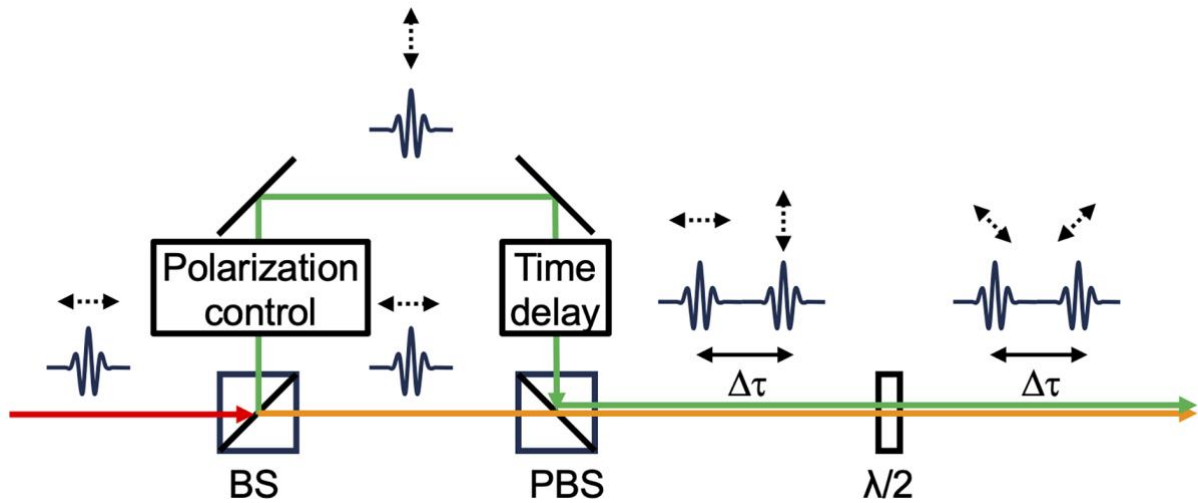 Polarization
control
Time
delay
Δτ
Δτ
BS
PBS
λ/2